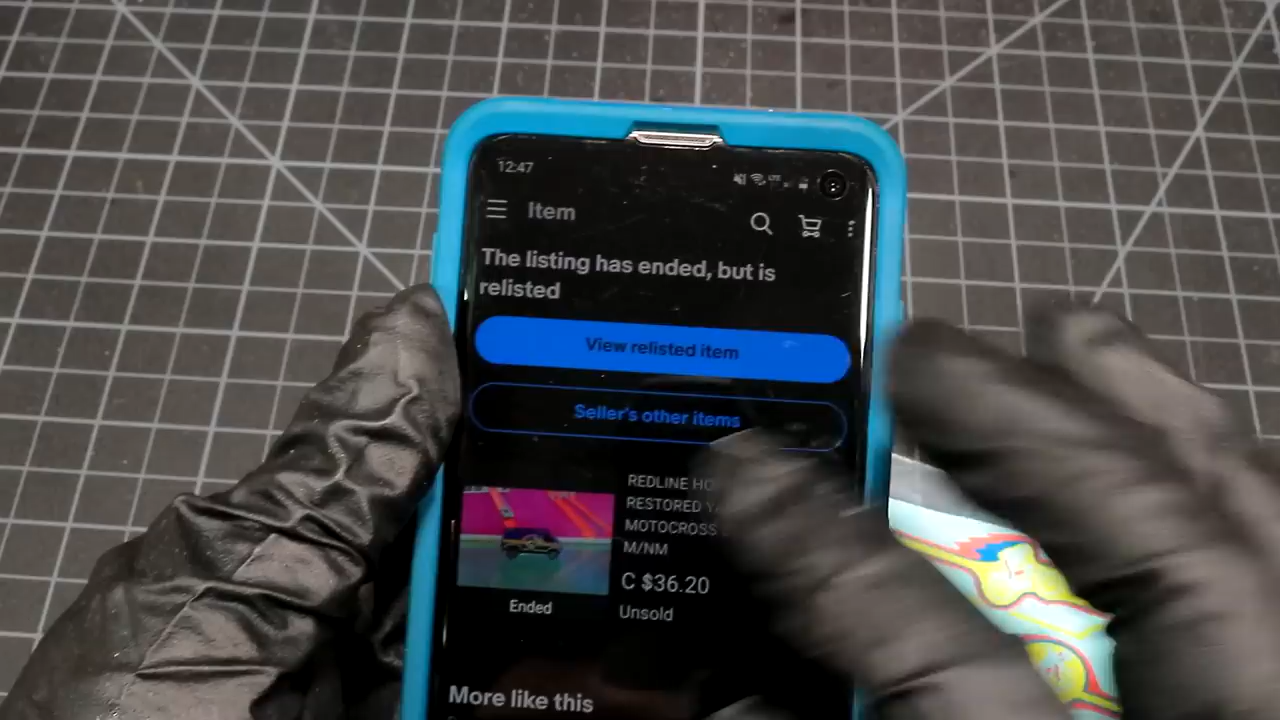 12:47
Item
The listing has ended, but is
relisted
View relisted item
Seller's other items
REDLINE
RESTORED
MOTOCROSS
M/NM
C $36.20
Ended
Unsold
More like this